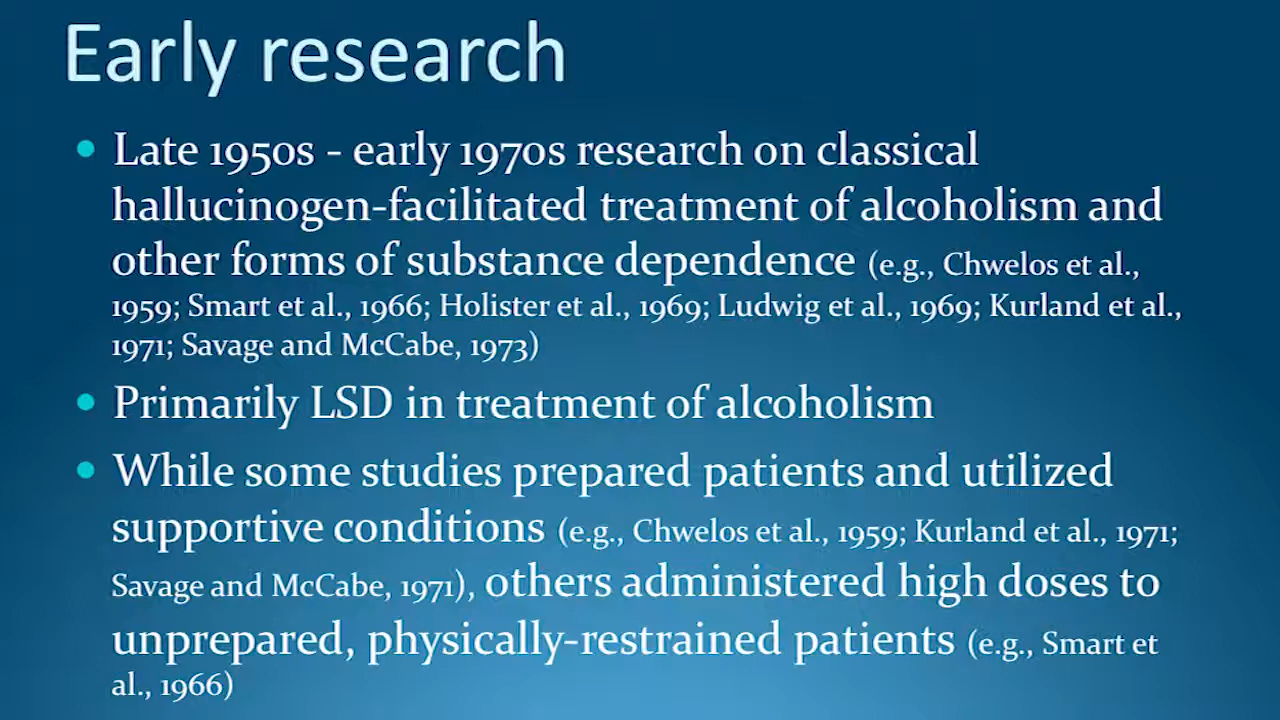 Early research
• Late 1950s - early 1970s research on classical
hallucinogen-facilitated treatment of alcoholism and
other forms of substance dependence (e.g., Chwelos et al.,
1959; Smart et al., 1966; Holister et al., 1969; Ludwig et al., 1969; Kurland et al.,
1971; Savage and McCabe, 1973)
• Primarily LSD in treatment of alcoholism
• While some studies prepared patients and utilized
supportive conditions (e.g., Chwelos et al., 1959; Kurland et al., 1971;
Savage and McCabe, 1971), others administered high doses to
unprepared, physically-restrained patients (e.g., Smart et
al., 1966)